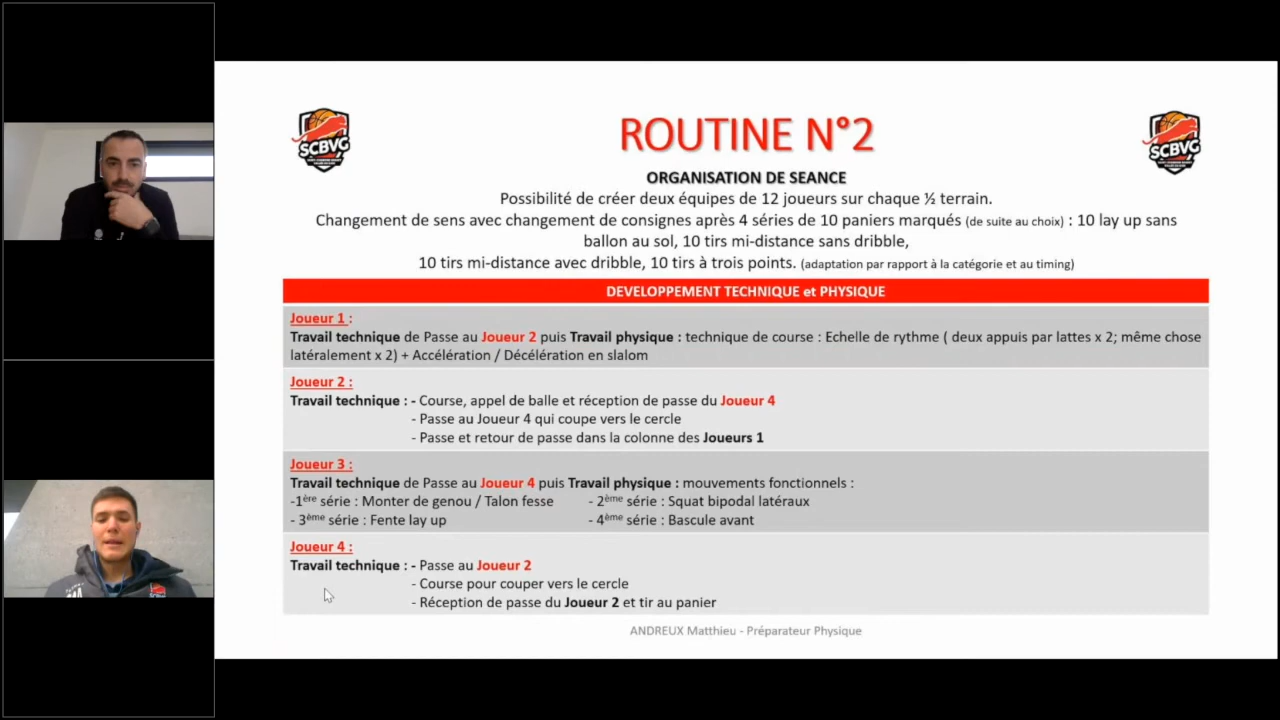 SCBVG
ROUTINE N°2
SCBVG
ORGANISATION DE SEANCE
Possibilité de créer deux équipes de 12 joueurs sur chaque ½ terrain.
Changement de sens avec changement de consignes après 4 séries de 10 paniers marqués (de suite au choix) : 10 lay up sans
ballon au sol, 10 tirs mi-distance sans dribble,
10 tirs mi-distance avec dribble, 10 tirs à trois points. (adaptation par rapport à la catégorie et au timing)
DEVELOPPEMENT TECHNIQUE et PHYSIQUE
Joueur 1 :
Travail technique de Passe au Joueur 2 puis Travail physique : technique de course : Echelle de rythme ( deux appuis par lattes x 2; même chose
latéralement x 2) + Accélération / Décélération en slalom
Joueur 2 :
Travail technique : - Course, appel de balle et réception de passe du Joueur 4
- Passe au Joueur 4 qui coupe vers le cercle
- Passe et retour de passe dans la colonne des Joueurs 1
Joueur 3 :
Travail technique de Passe au Joueur 4 puis Travail physique : mouvements fonctionnels :
-1ère série : Monter de genou / Talon fesse - 2ème série : Squat bipodal latéraux
- 3ème série : Fente lay up - 4ème série : Bascule avant
Joueur 4 :
Travail technique : - Passe au Joueur 2
- Course pour couper vers le cercle
- Réception de passe du Joueur 2 et tir au panier
ANDREUX Matthieu - Préparateur Physique